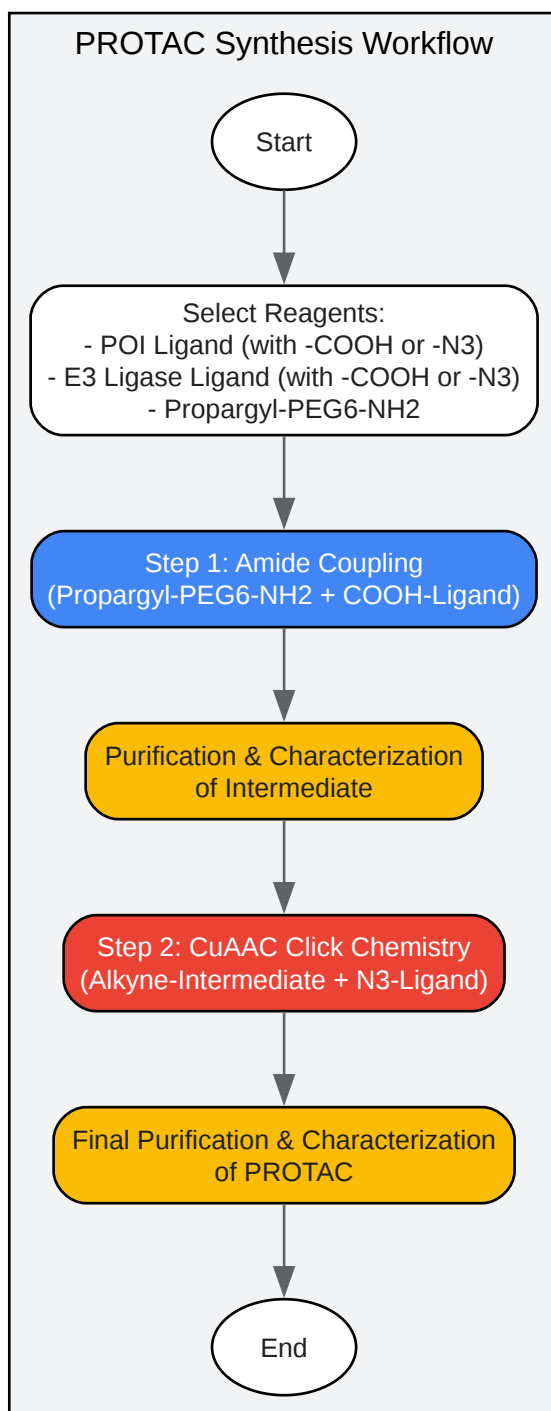 PROTAC Synthesis Workflow
Start
Select Reagents:
- POI Ligand (with -COOH or -N3)
- E3 Ligase Ligand (with -COOH or -N3)
- Propargyl-PEG6-NH2
Step 1: Amide Coupling
(Propargyl-PEG6-NH2 + COOH-Ligand)
Purification & Characterization
of Intermediate
Step 2: CuAAC Click Chemistry
(Alkyne-Intermediate + N3-Ligand)
Final Purification & Characterization
of PROTAC
End